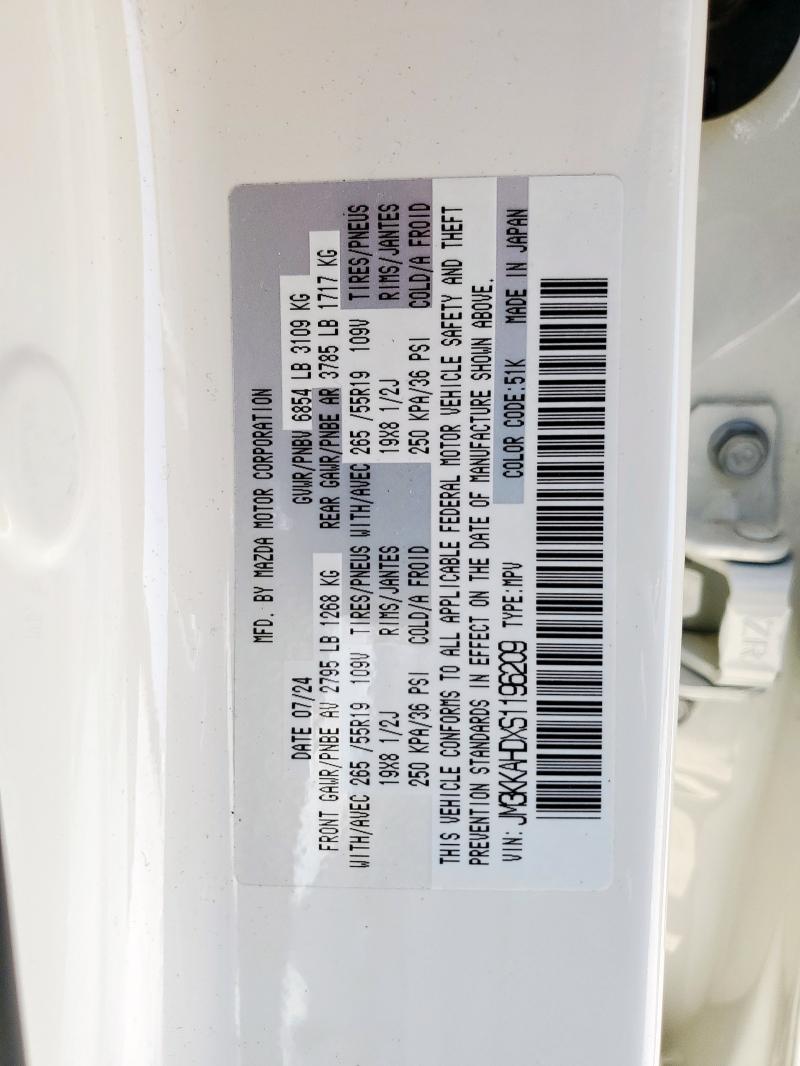 MFD. BY MAZDA MOTOR CORPORATION
DATE 07/24 GVWR/PNBV 6854 LB 3109 KG
FRONT GAWR/PNBE AV 2795 LB 1268 KG REAR GAWR/PNBE AR 3785 LB 1717 KG
WITH/AVEC 265 /55R19 109V TIRES/PNEUS WITH/AVEC 265 /55R19 109V TIRES/PNEUS
19X8 1/2J RIMS/JANTES 19X8 1/2J RIMS/JANTES
250 KPA/36 PSI COLD/A FROID 250 KPA/36 PSI COLD/A FROID
THIS VEHICLE CONFORMS TO ALL APPLICABLE FEDERAL MOTOR VEHICLE SAFETY AND THEFT
PREVENTION STANDARDS IN EFFECT ON THE DATE OF MANUFACTURE SHOWN ABOVE.
VIN: JM3KKAHDXS1196209 TYPE:MPV COLOR CODE:51K MADE IN JAPAN
ZR